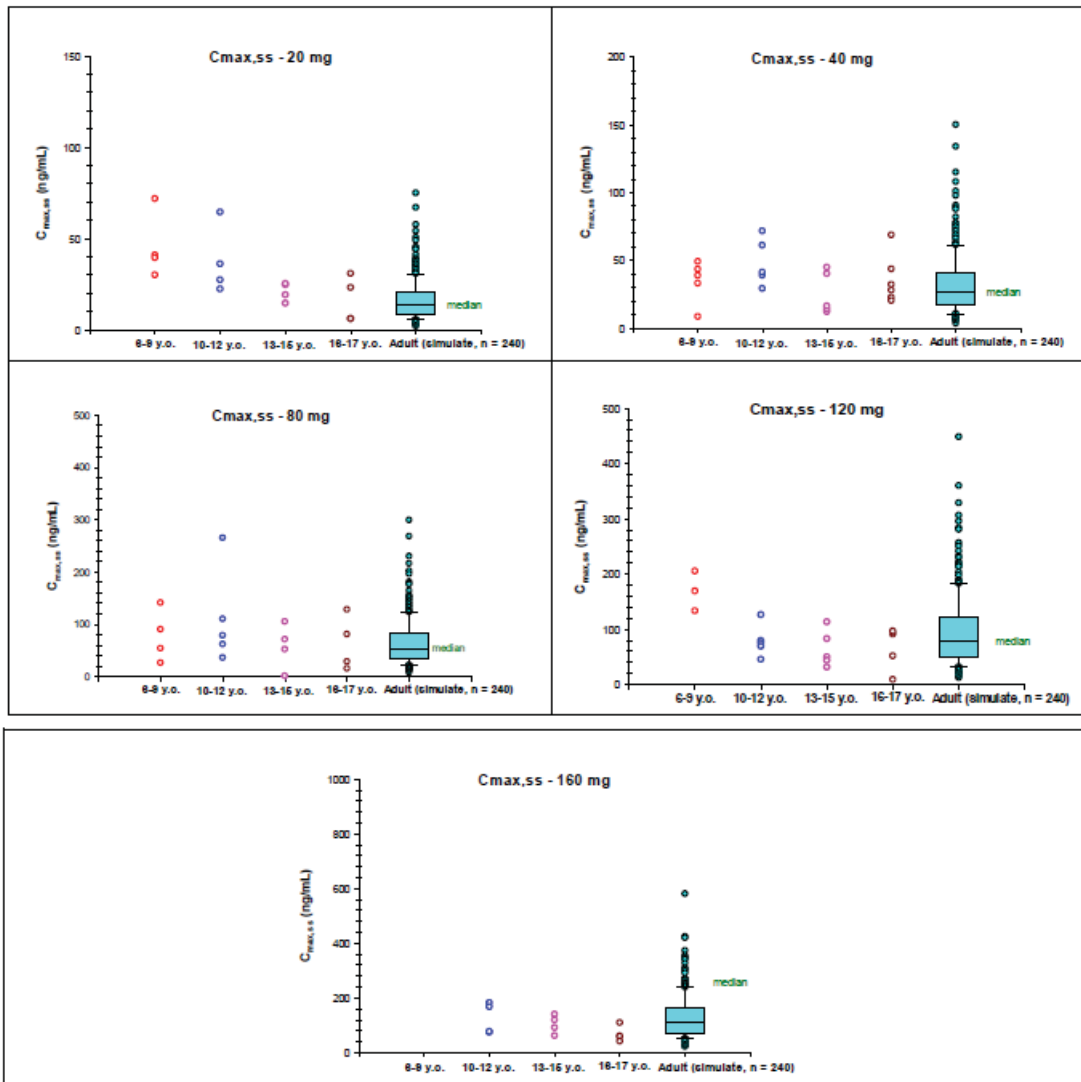 Cmax,ss - 20 mg
Cmax,ss (ng/mL)
150
100
50
0
median
6-9 y.o. 10-12 y.o. 13-15 y.o. 16-17 y.o. Adult (simulate, n = 240)
Cmax,ss - 40 mg
Cmax,ss (ng/mL)
200
150
100
50
0
median
6-9 y.o. 10-12 y.o. 13-15 y.o. 16-17 y.o. Adult (simulate, n = 240)
Cmax,ss - 80 mg
Cmax,ss (ng/mL)
500
400
300
200
100
0
median
6-9 y.o. 10-12 y.o. 13-15 y.o. 16-17 y.o. Adult (simulate, n = 240)
Cmax,ss - 120 mg
Cmax,ss (ng/mL)
500
400
300
200
100
0
median
6-9 y.o. 10-12 y.o. 13-15 y.o. 16-17 y.o. Adult (simulate, n = 240)
Cmax,ss - 160 mg
Cmax,ss (ng/mL)
1000
800
600
400
200
0
median
6-9 y.o. 10-12 y.o. 13-15 y.o. 16-17 y.o. Adult (simulate, n = 240)